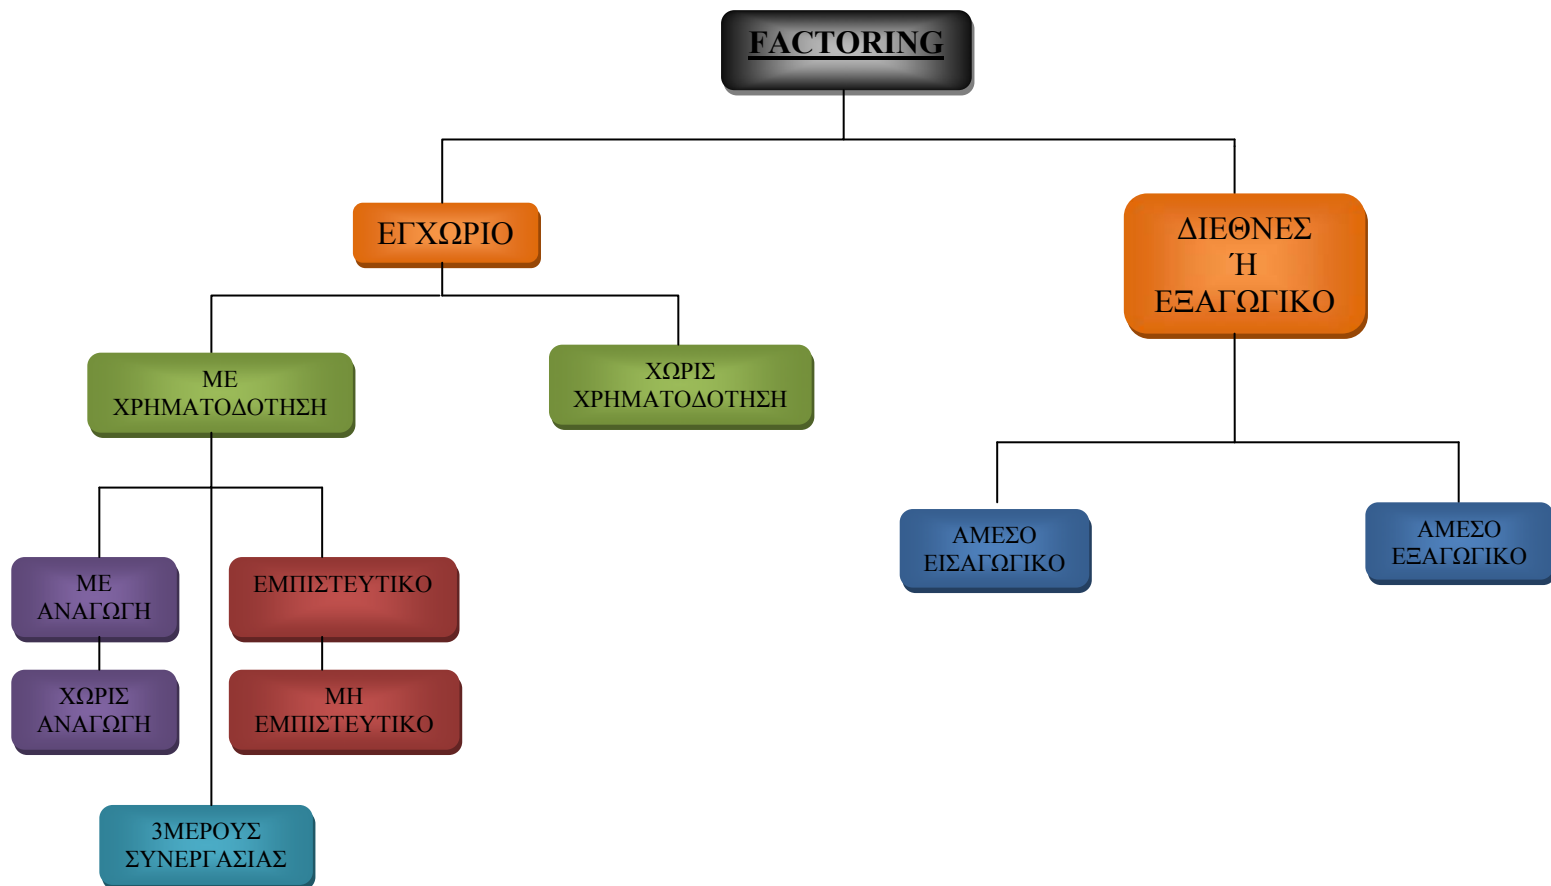 FACTORING
ΕΓΧΩΡΙΟ
ΔΙΕΘΝΕΣ
Ή
ΕΞΑΓΩΓΙΚΟ
ΜΕ
ΧΡΗΜΑΤΟΔΟΤΗΣΗ
ΧΩΡΙΣ
ΧΡΗΜΑΤΟΔΟΤΗΣΗ
ΑΜΕΣΟ
ΕΙΣΑΓΩΓΙΚΟ
ΑΜΕΣΟ
ΕΞΑΓΩΓΙΚΟ
ΜΕ
ΑΝΑΓΩΓΗ
ΕΜΠΙΣΤΕΥΤΙΚΟ
ΧΩΡΙΣ
ΑΝΑΓΩΓΗ
ΜΗ
ΕΜΠΙΣΤΕΥΤΙΚΟ
3ΜΕΡΟΥΣ
ΣΥΝΕΡΓΑΣΙΑΣ